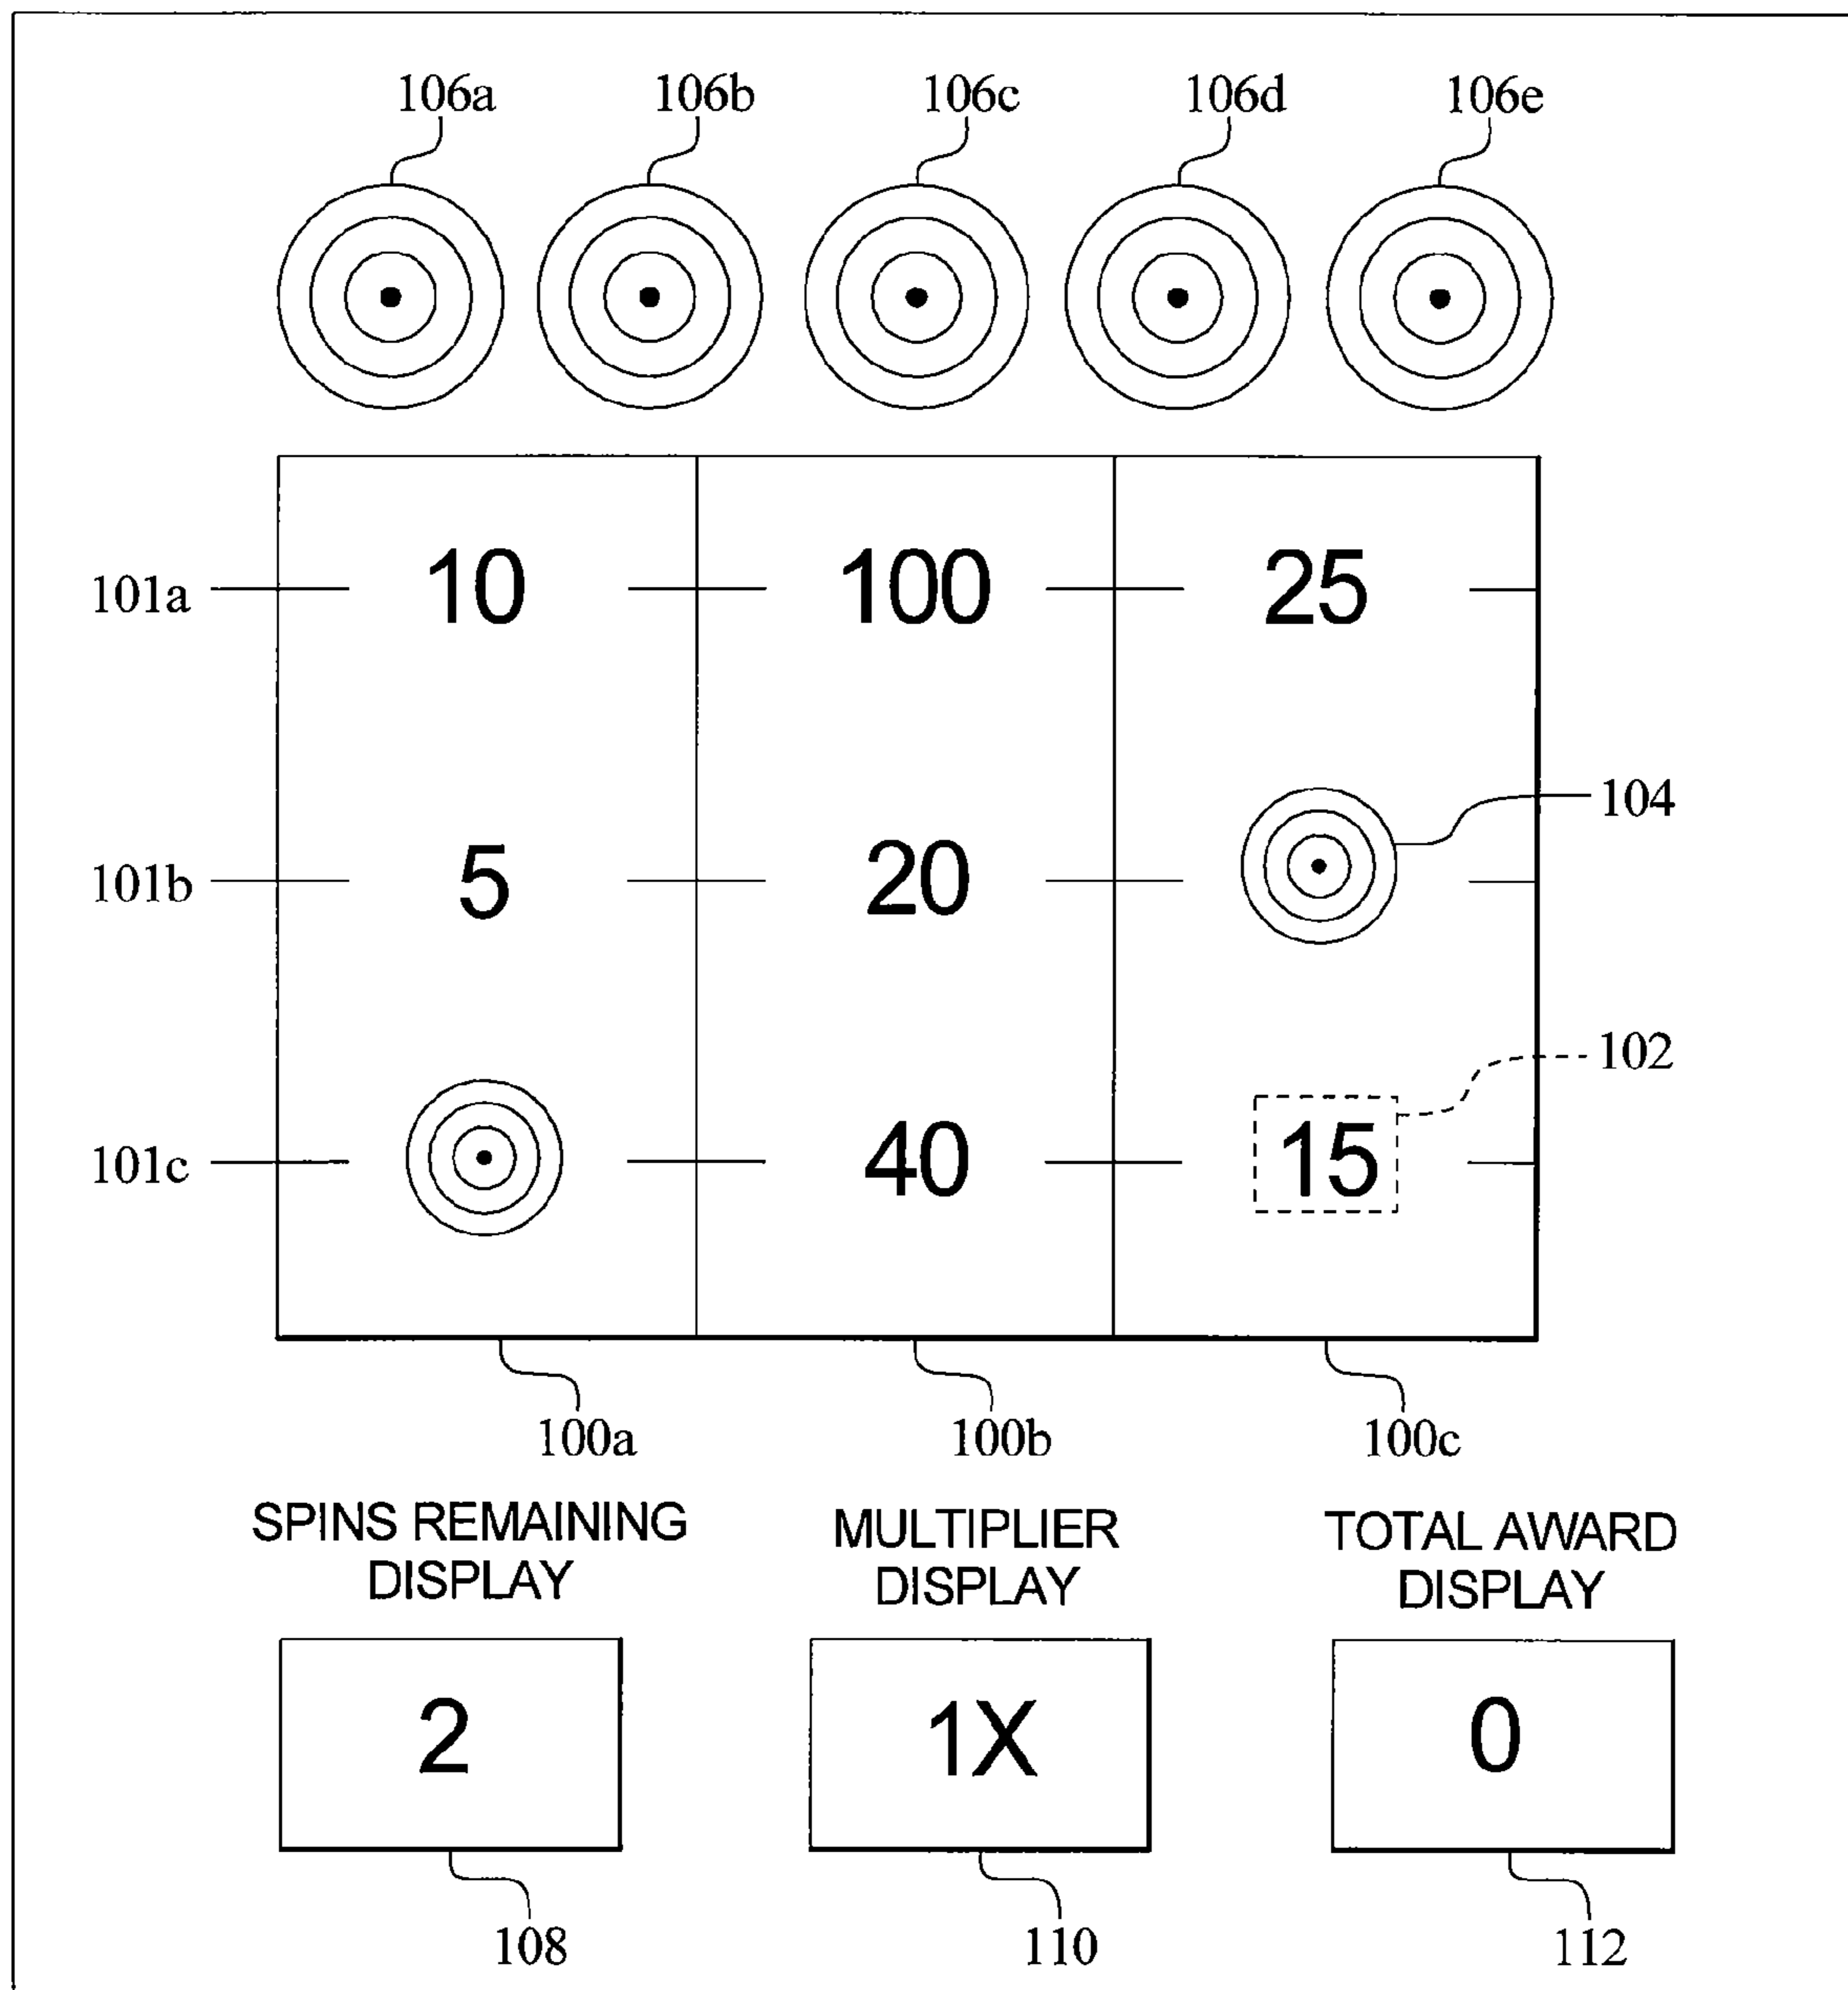 106a 106b 106c 106d 106e
101a 10 100 25
104
101b 5 20
102
101c 40 15
100a 100b 100c
SPINS REMAINING DISPLAY
MULTIPLIER DISPLAY
TOTAL AWARD DISPLAY
2 1X 0
108 110 112